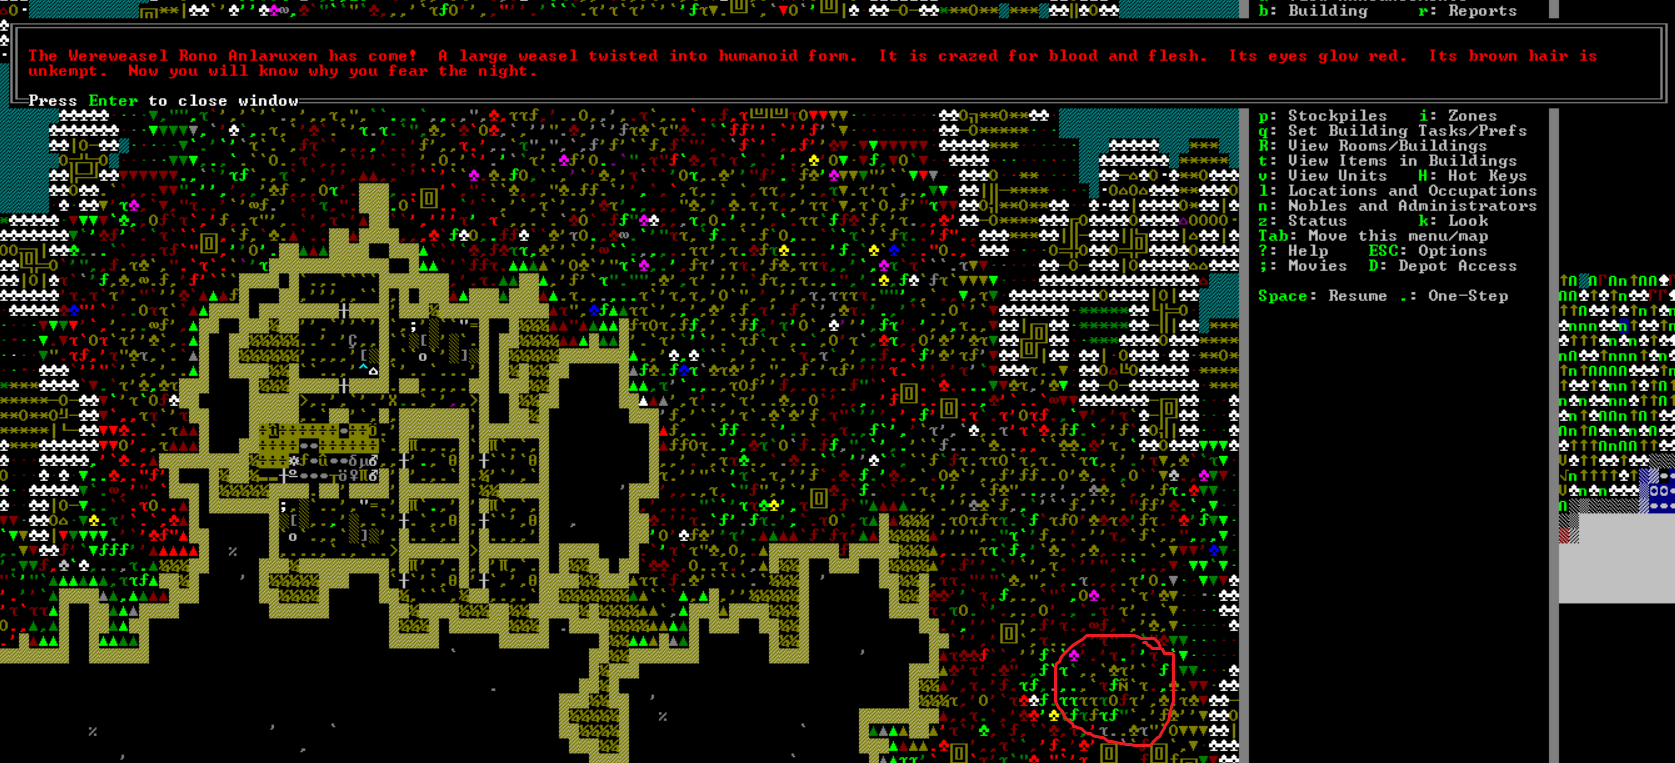 b: Building r: Reports
The Wereweasel Rono Anlaruxen has come! A large weasel twisted into humanoid form. It is crazed for blood and flesh. Its eyes glow red. Its brown hair is
unkempt. Now you will know why you fear the night.
Press Enter to close window
p: Stockpiles i: Zones
q: Set Building Tasks/Prefs
R: View Rooms/Buildings
t: View Items in Buildings
v: View Units H: Hot Keys
l: Locations and Occupations
n: Nobles and Administrators
z: Status k: Look
Tab: Move this menu/map
?: Help ESC: Options
;: Movies D: Depot Access
Space: Resume .: One-Step